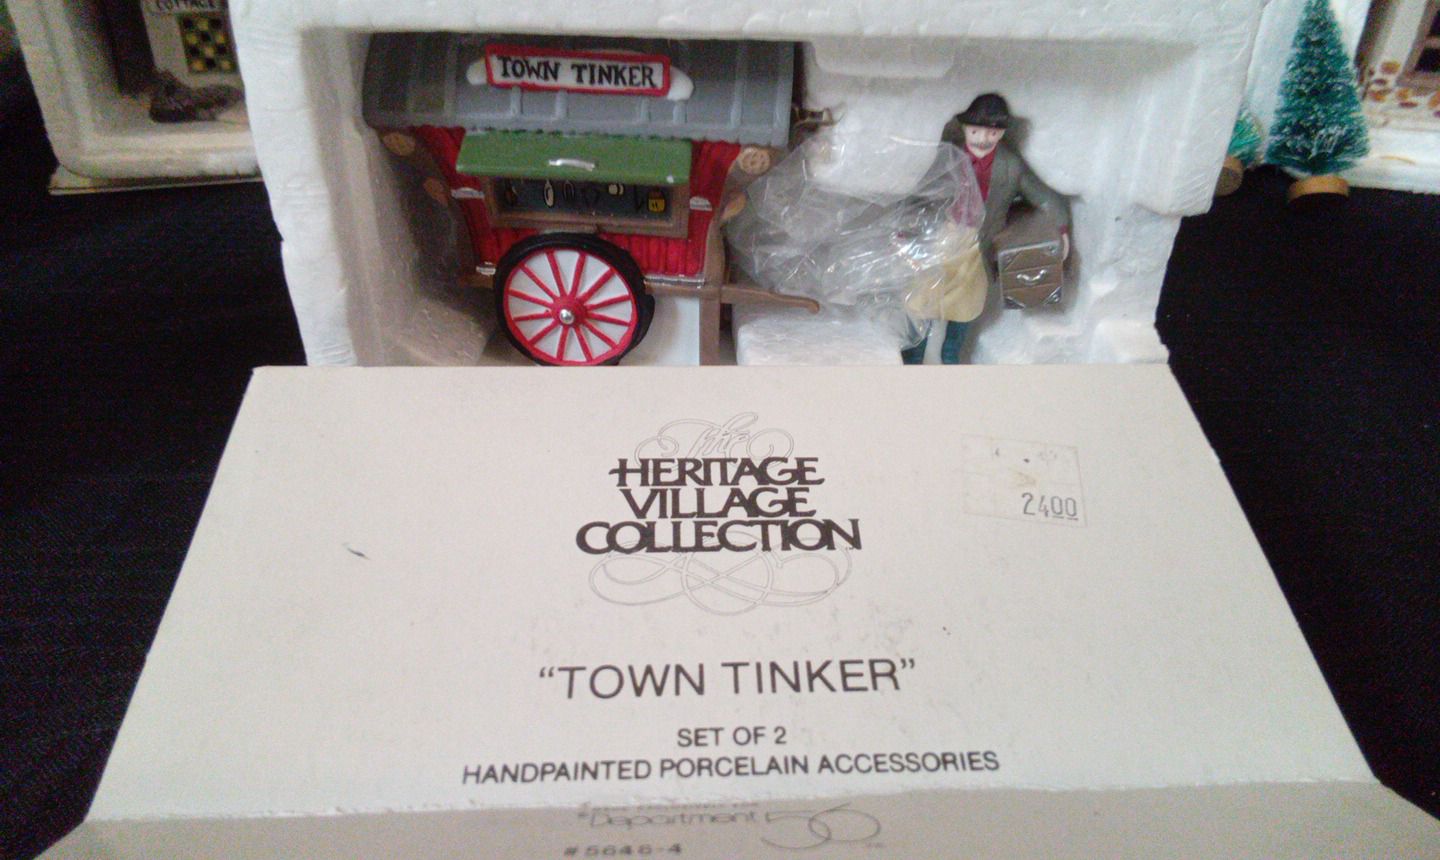 COTTAGE
TOWN TINKER
The
HERITAGE
VILLAGE
COLLECTION
2400
“TOWN TINKER”
SET OF 2
HANDPAINTED PORCELAIN ACCESSORIES
Department 56
#5646-4